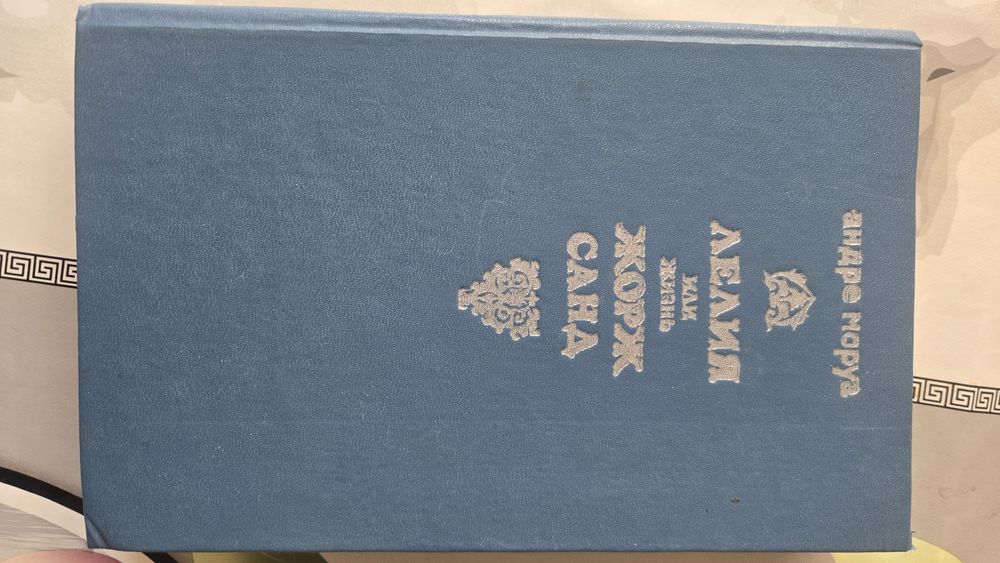 андре моруа
ЛЕЛИЯ
ИЛИ
ЖИЗНЬ
ЖОРЖ
САНД